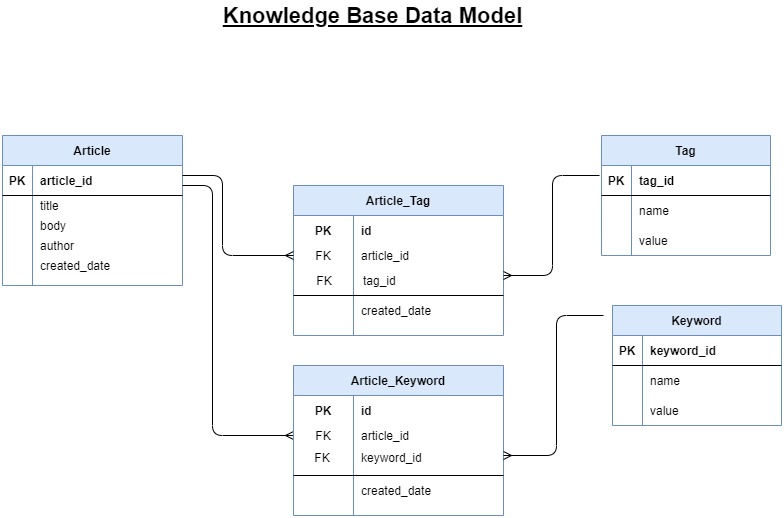 Knowledge Base Data Model
Article
PK article_id
title
body
author
created_date
Article_Tag
PK id
FK article_id
FK tag_id
created_date
Tag
PK tag_id
name
value
Article_Keyword
PK id
FK article_id
FK keyword_id
created_date
Keyword
PK keyword_id
name
value